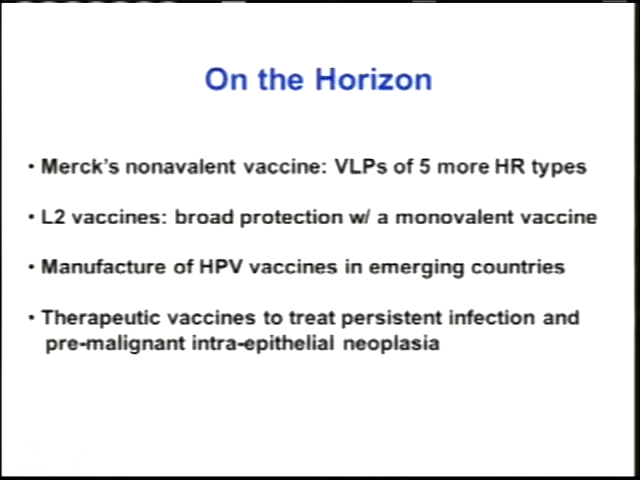 On the Horizon
• Merck's nonavalent vaccine: VLPs of 5 more HR types
• L2 vaccines: broad protection w/ a monovalent vaccine
• Manufacture of HPV vaccines in emerging countries
• Therapeutic vaccines to treat persistent infection and
pre-malignant intra-epithelial neoplasia